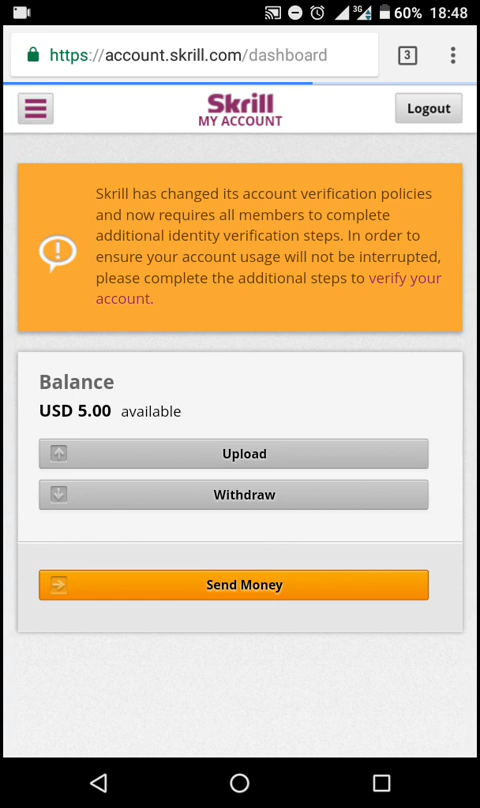 3G 60% 18:48
https://account.skrill.com/dashboard 3
Skrill
MY ACCOUNT
Logout
Skrill has changed its account verification policies
and now requires all members to complete
additional identity verification steps. In order to
ensure your account usage will not be interrupted,
please complete the additional steps to verify your
account.
Balance
USD 5.00 available
Upload
Withdraw
Send Money